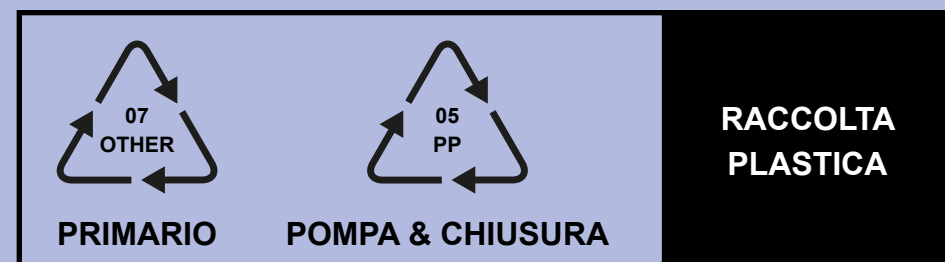 07
OTHER
PRIMARIO
05
PP
POMPA & CHIUSURA
RACCOLTA
PLASTICA